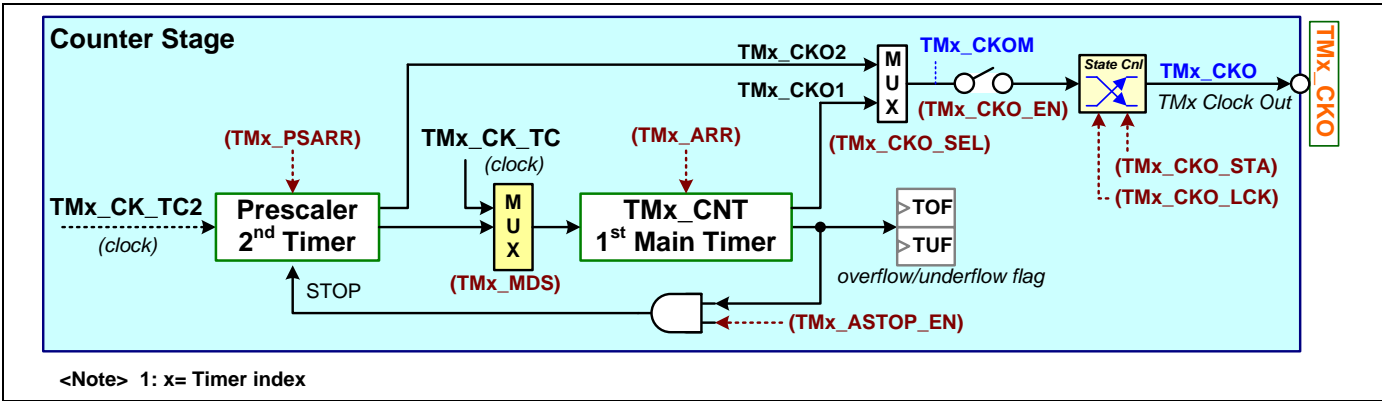 Counter Stage
TMx_CKO2
TMx_CKO1
MUX
TMx_CKOM
(TMx_CKO_EN)
(TMx_CKO_SEL)
State Cnl
TMx_CKO
TMx Clock Out
TMx_CKO
(TMx_CKO_STA)
(TMx_CKO_LCK)
(TMx_PSARR)
TMx_CK_TC
(clock)
(TMx_ARR)
TMx_CK_TC2
(clock)
Prescaler
2nd Timer
MUX
(TMx_MDS)
TMx_CNT
1st Main Timer
TOF
TUF
overflow/underflow flag
STOP
(TMx_ASTOP_EN)
<Note> 1: x= Timer index